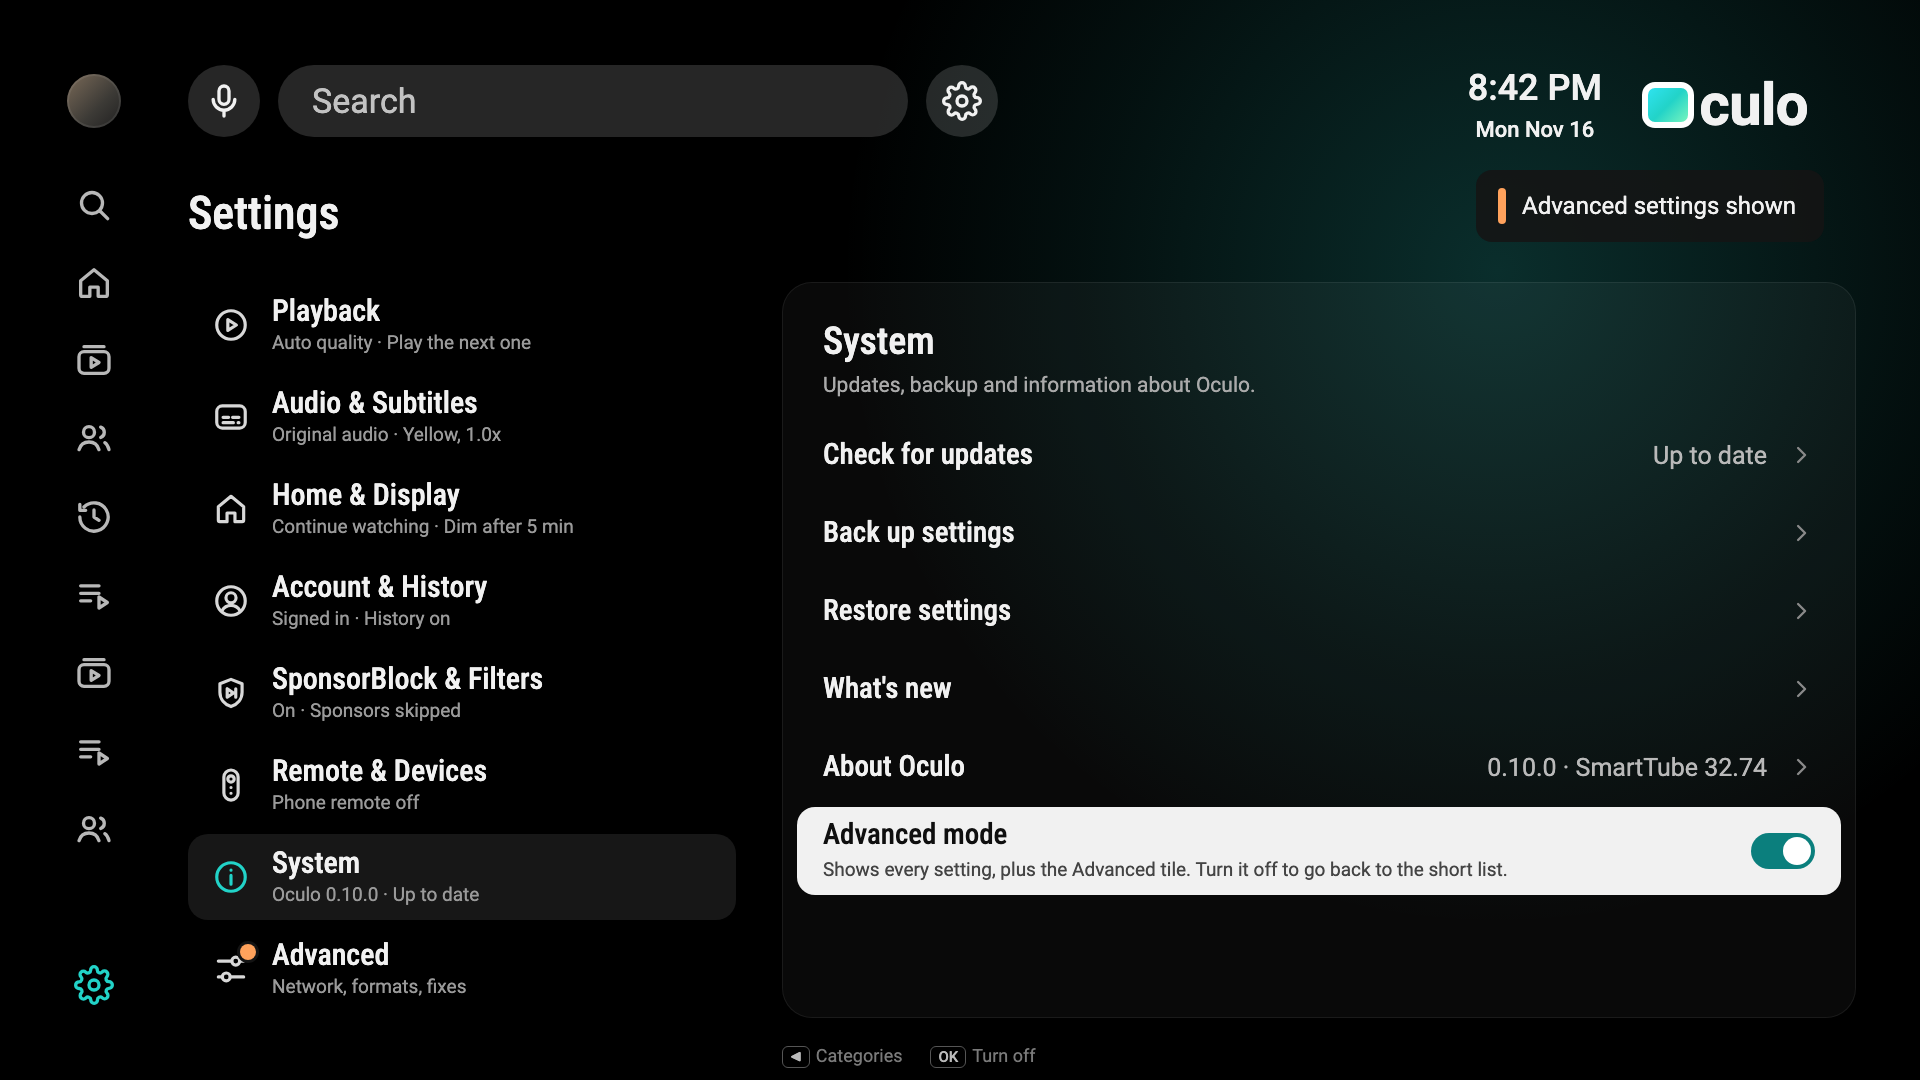 Search
8:42 PM
Mon Nov 16
culo
Advanced settings shown
Settings
Playback
Auto quality · Play the next one
Audio & Subtitles
Original audio · Yellow, 1.0x
Home & Display
Continue watching · Dim after 5 min
Account & History
Signed in · History on
SponsorBlock & Filters
On · Sponsors skipped
Remote & Devices
Phone remote off
System
Oculo 0.10.0 · Up to date
Advanced
Network, formats, fixes
System
Updates, backup and information about Oculo.
Check for updates Up to date
Back up settings
Restore settings
What's new
About Oculo 0.10.0 · SmartTube 32.74
Advanced mode
Shows every setting, plus the Advanced tile. Turn it off to go back to the short list.
Categories OK Turn off